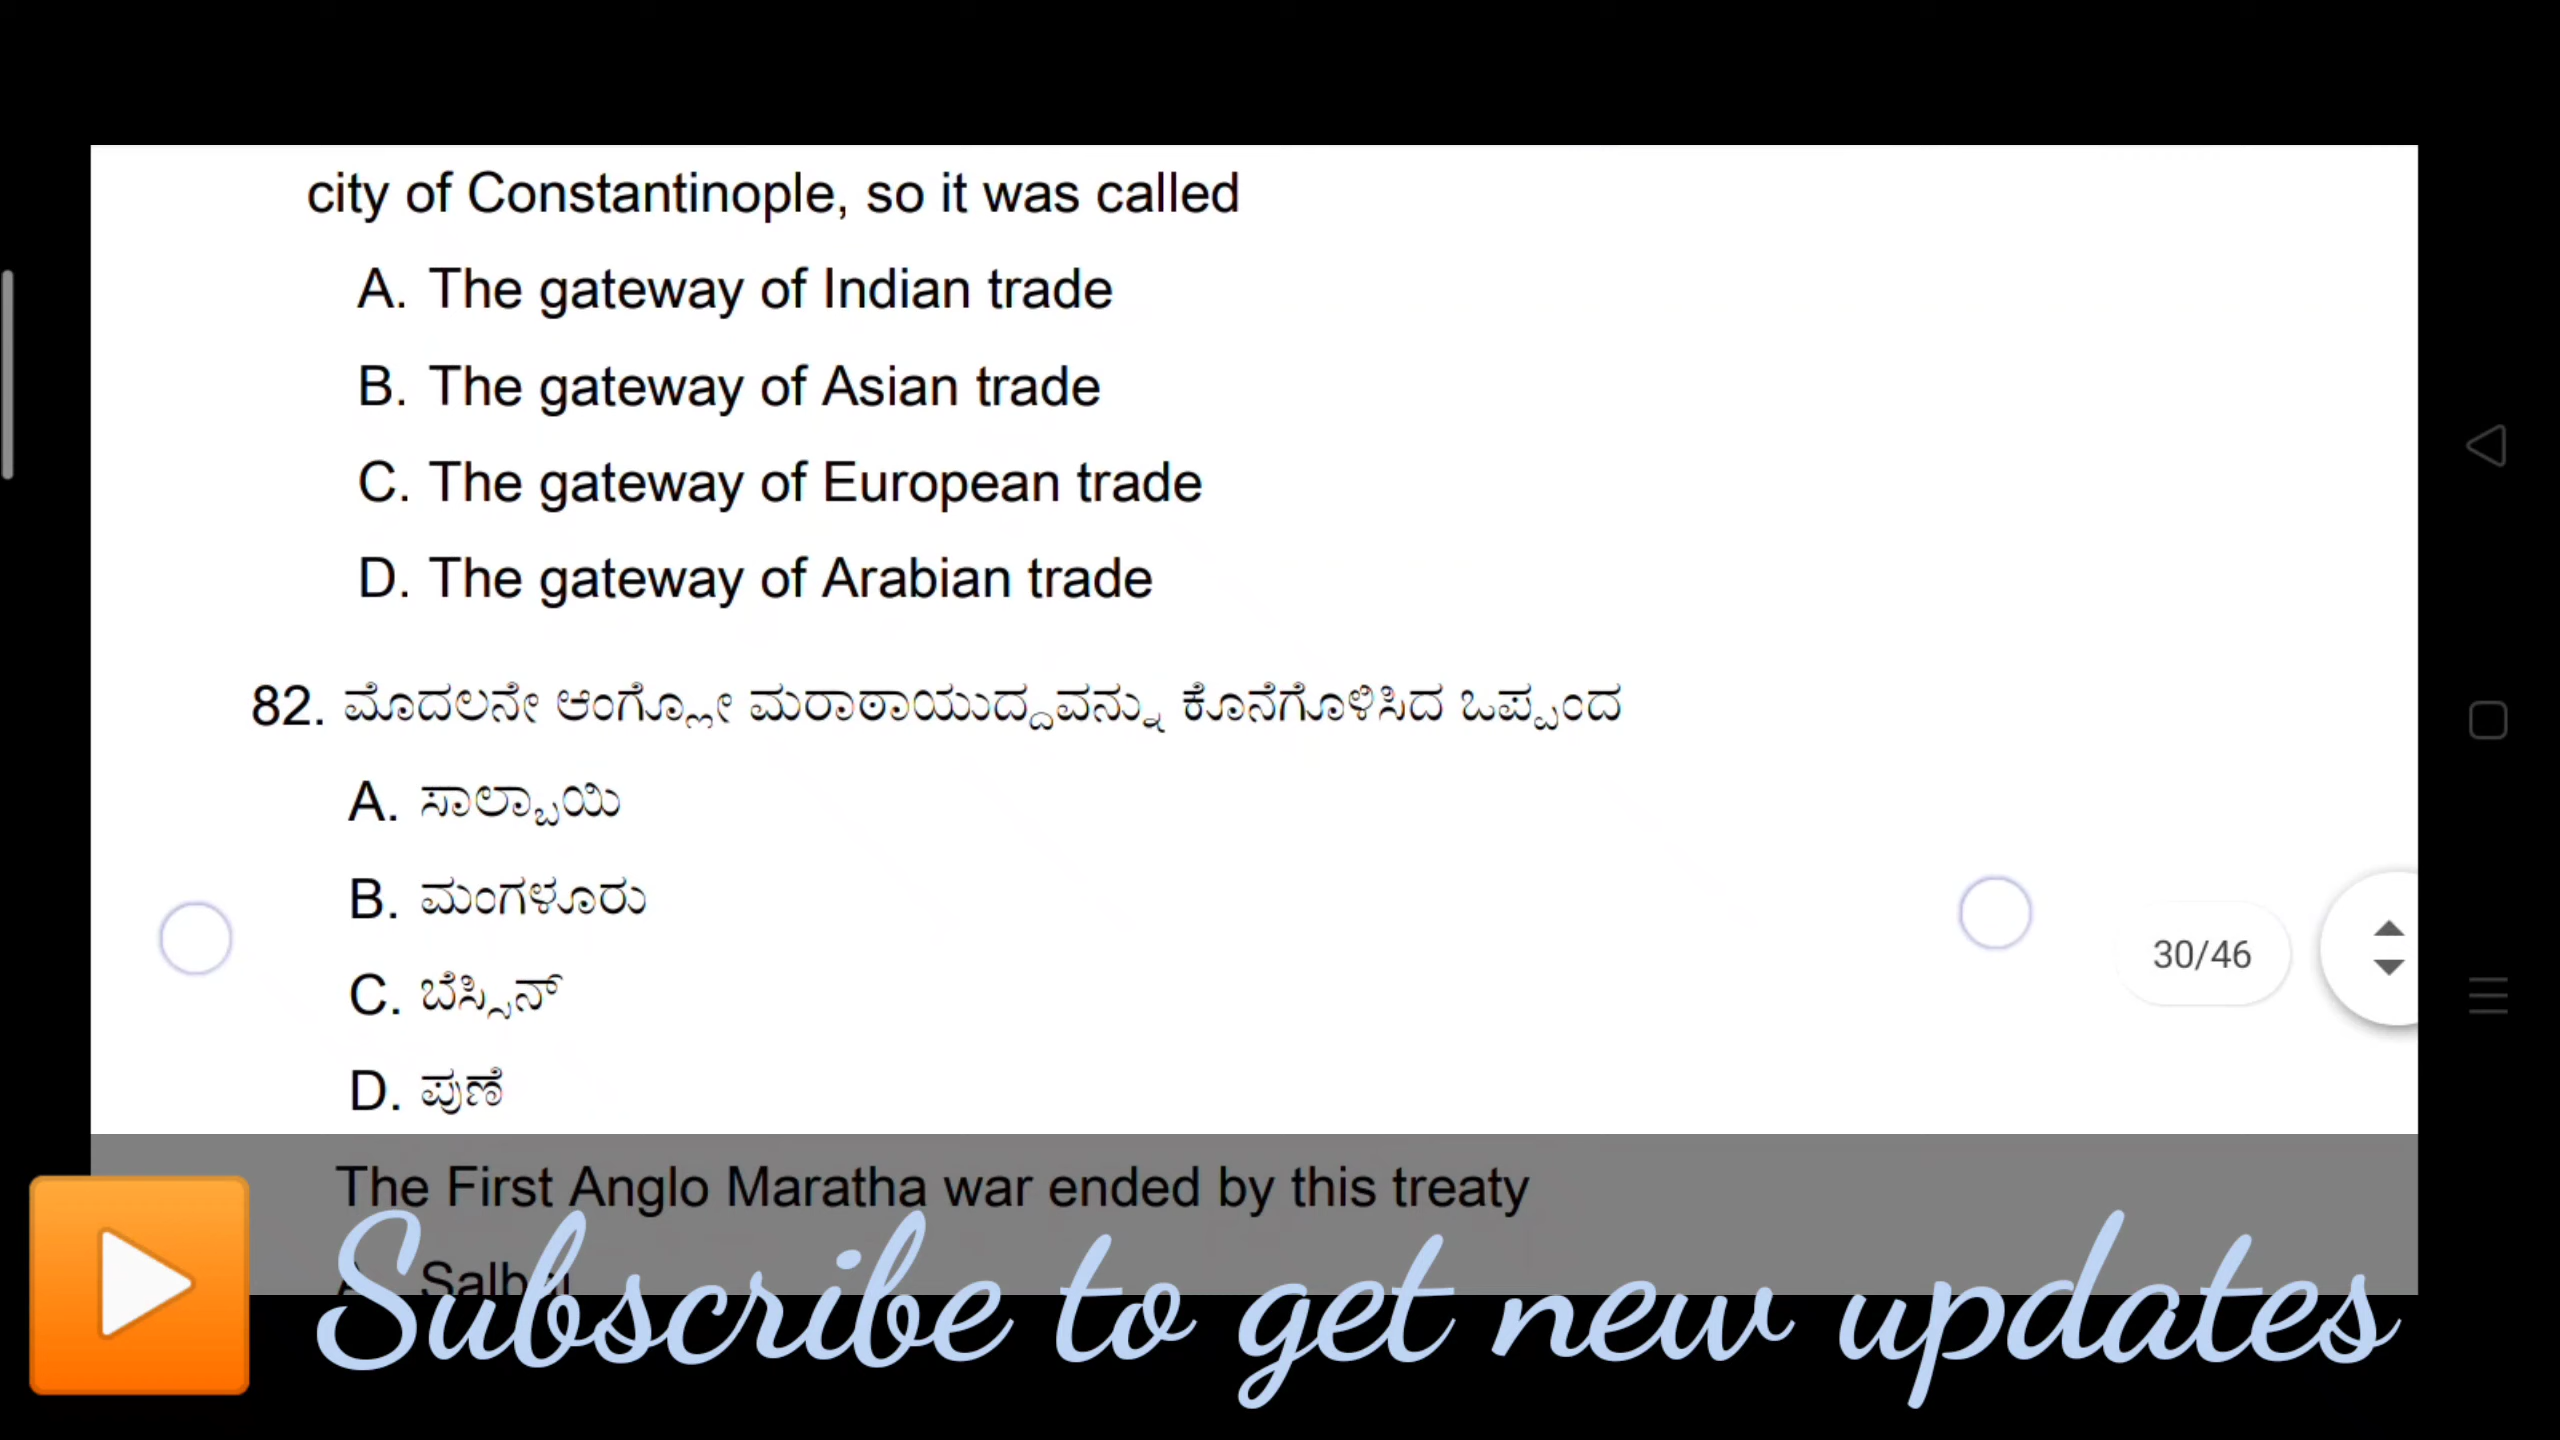 city of Constantinople, so it was called
A. The gateway of Indian trade
B. The gateway of Asian trade
C. The gateway of European trade
D. The gateway of Arabian trade
82. ಮೊದಲನೇ ಆಂಗ್ಲೋ ಮರಾಠಾಯುದ್ದವನ್ನು ಕೊನೆಗೊಳಿಸಿದ ಒಪ್ಪಂದ
A. ಸಾಲ್ಬಾಯಿ
B. ಮಂಗಳೂರು
C. ಬೆಸ್ಸಿನ್
D. ಪುಣೆ
30/46
The First Anglo Maratha war ended by this treaty
A. Salbai
Subscribe to get new updates